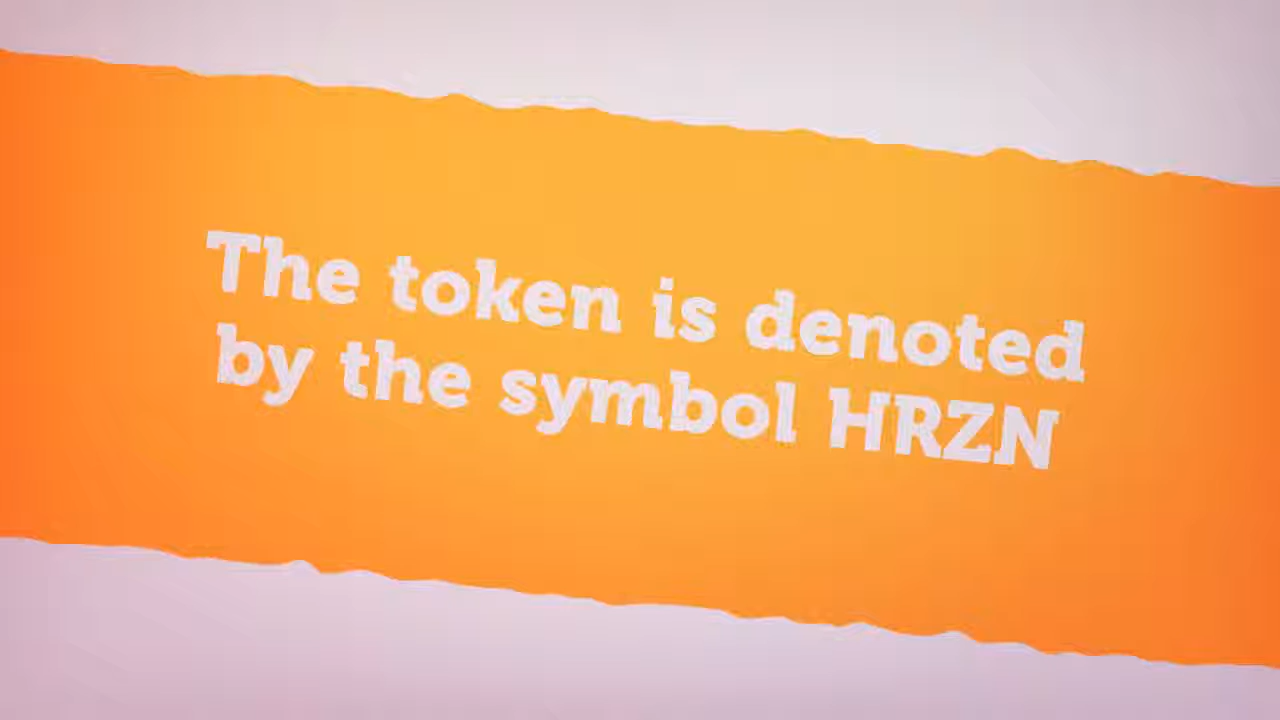 The token is denoted
by the symbol HRZN